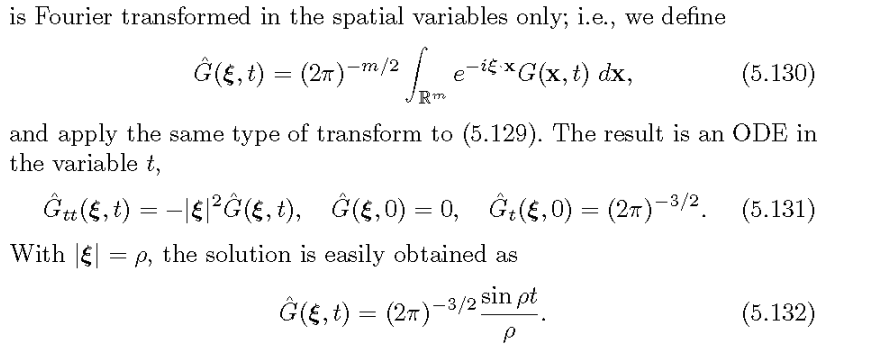 is Fourier transformed in the spatial variables only; i.e., we define
Ĝ(ξ, t) = (2π)^{−m/2} ∫_{ℝ^m} e^{−iξ·x} G(x, t) dx, (5.130)
and apply the same type of transform to (5.129). The result is an ODE in
the variable t,
Ĝ_{tt}(ξ, t) = −|ξ|²Ĝ(ξ, t), Ĝ(ξ, 0) = 0, Ĝ_t(ξ, 0) = (2π)^{−3/2}. (5.131)
With |ξ| = ρ, the solution is easily obtained as
Ĝ(ξ, t) = (2π)^{−3/2} \frac{sin ρt}{ρ}. (5.132)